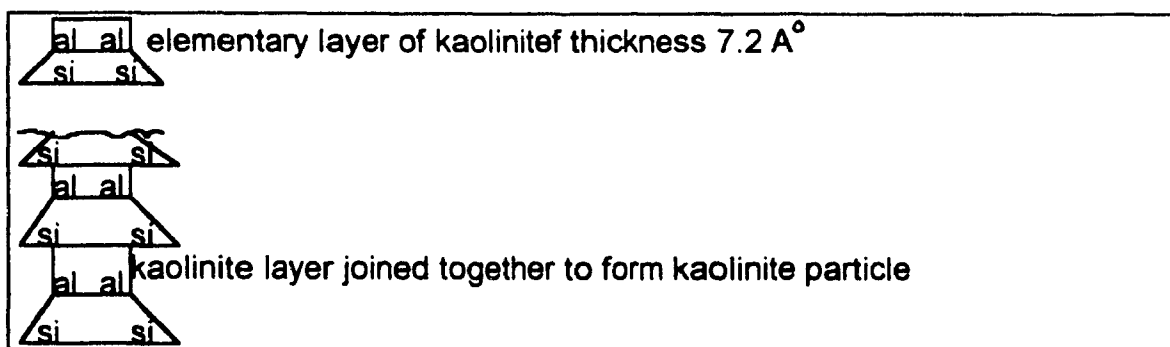 al al elementary layer of kaolinitef thickness 7.2 A°
si si
si si
al al
si si
kaolinite layer joined together to form kaolinite particle
al al
si si